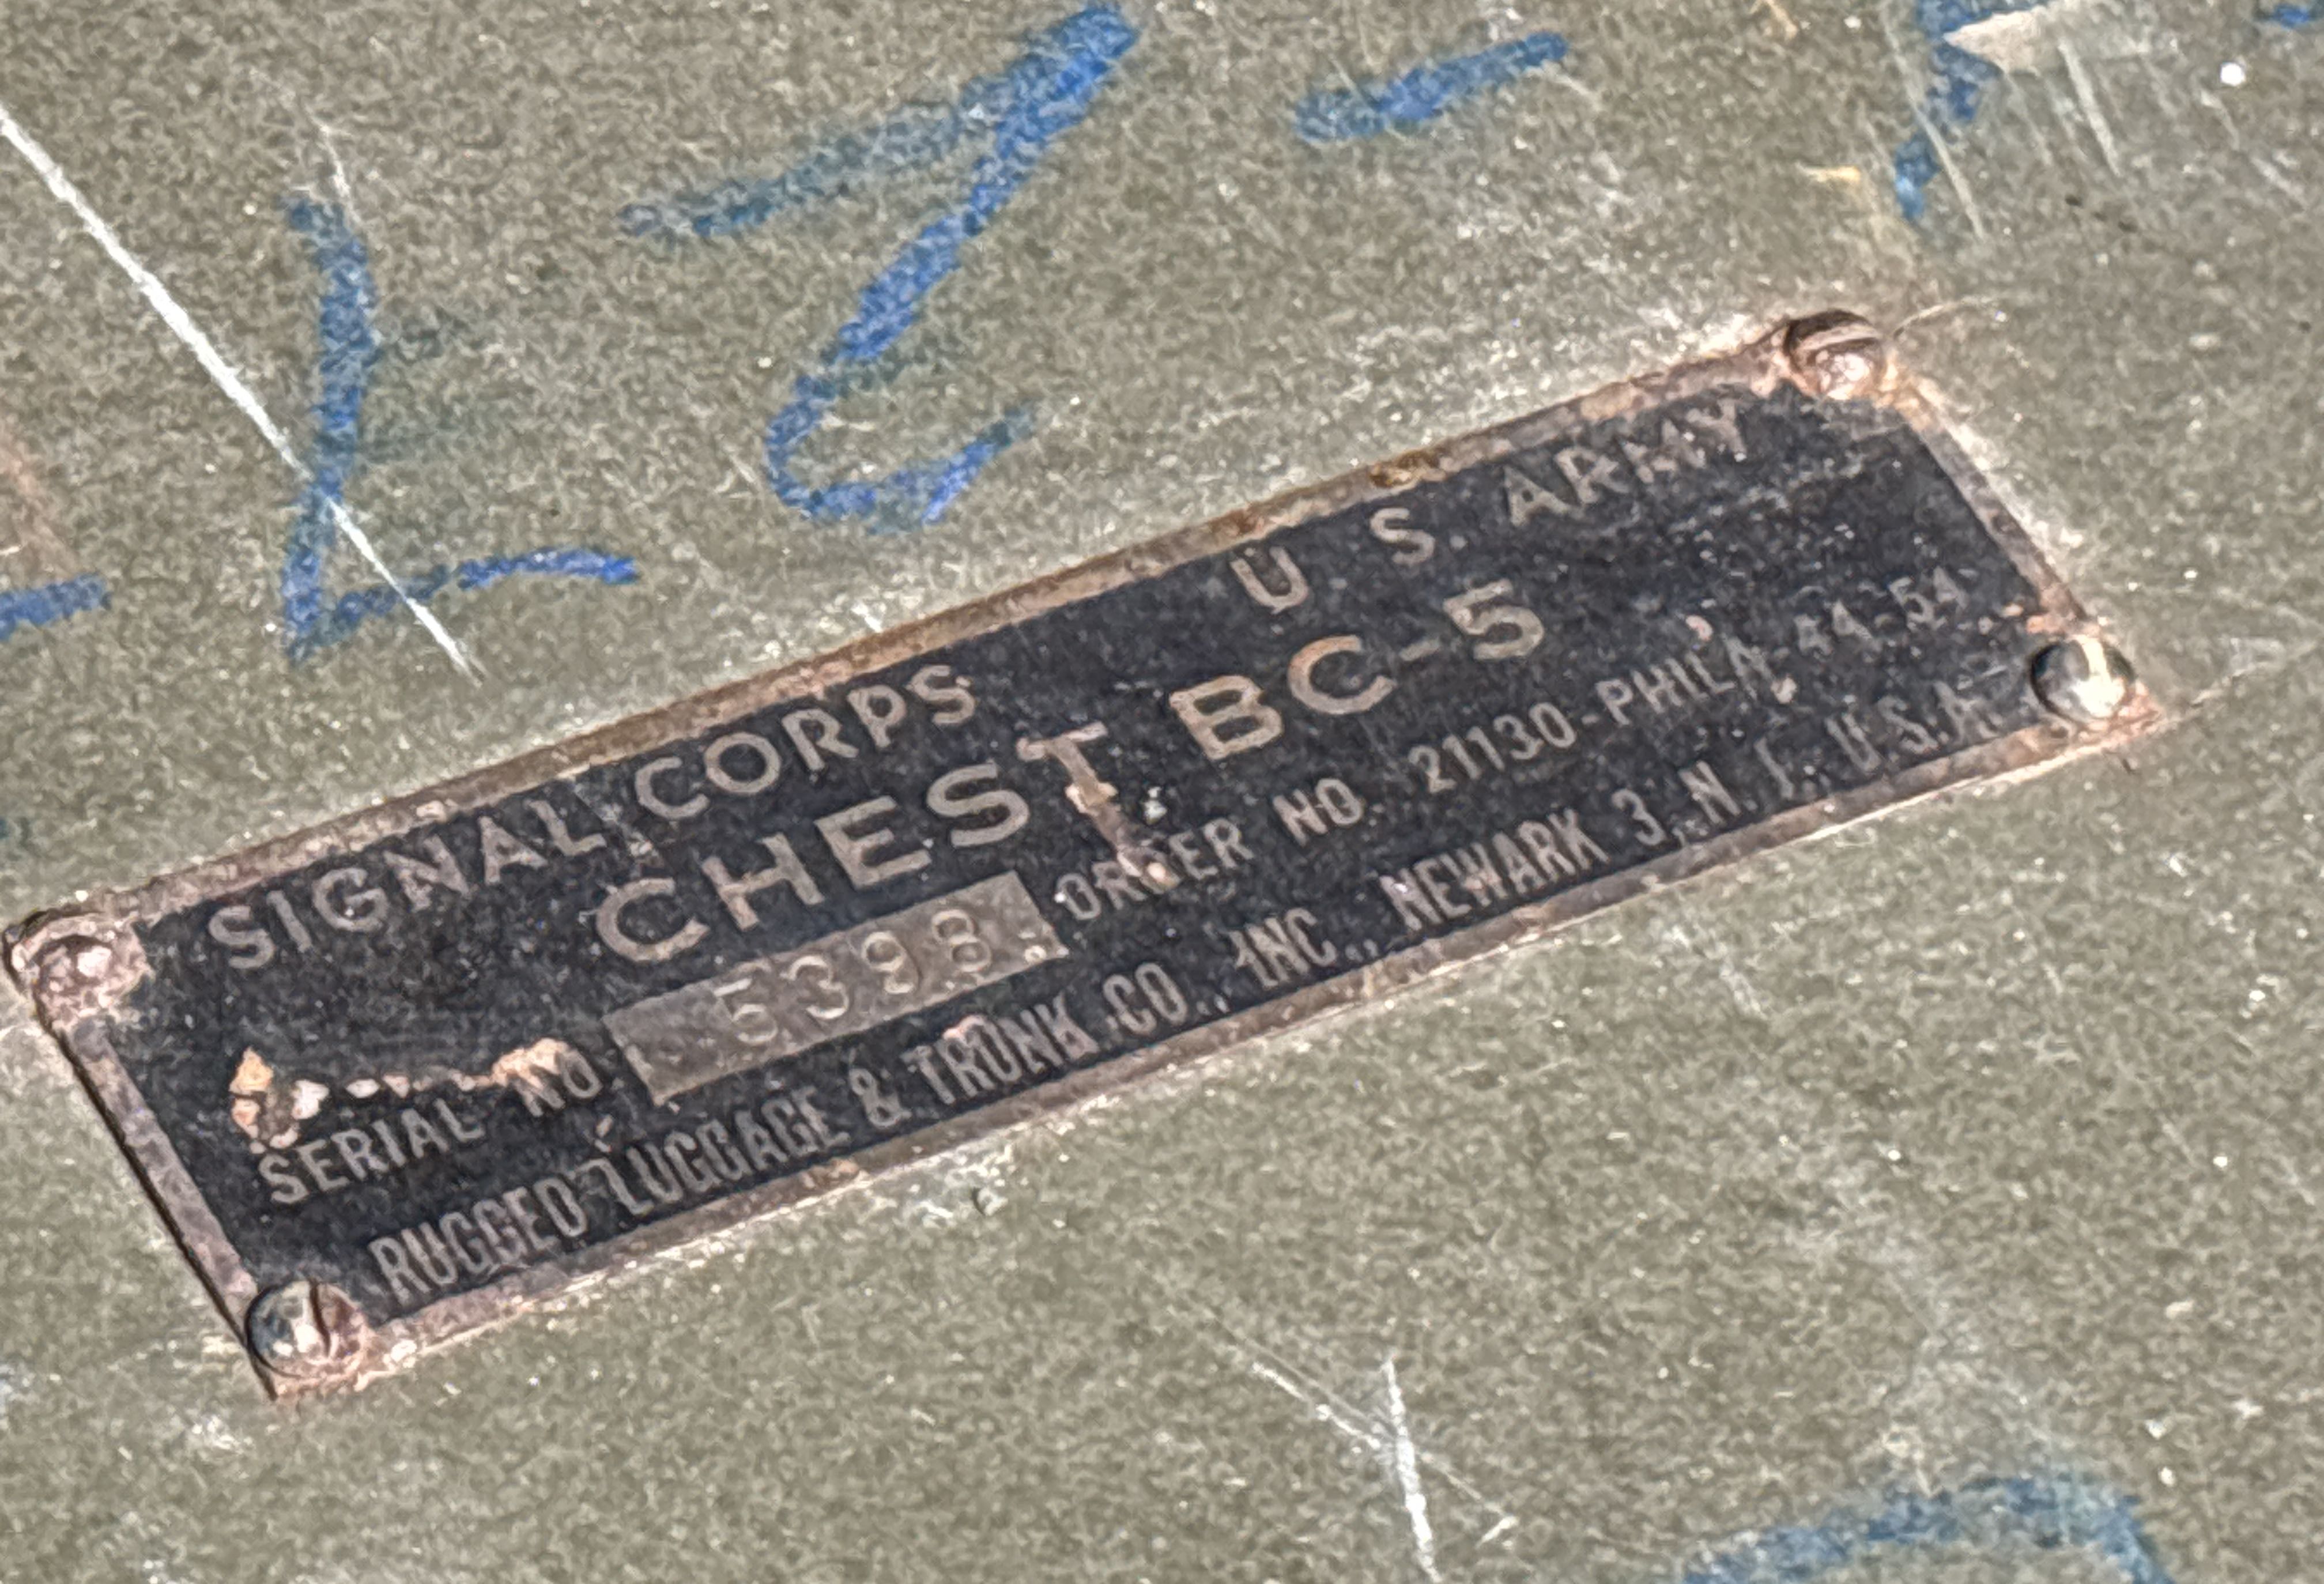 SIGNAL CORPS U. S. ARMY
CHEST BC-5
SERIAL NO. 5398 ORDER NO. 21130-PHILA-44-54
RUGGED LUGGAGE & TRUNK CO., INC., NEWARK 3, N. J., U.S.A.